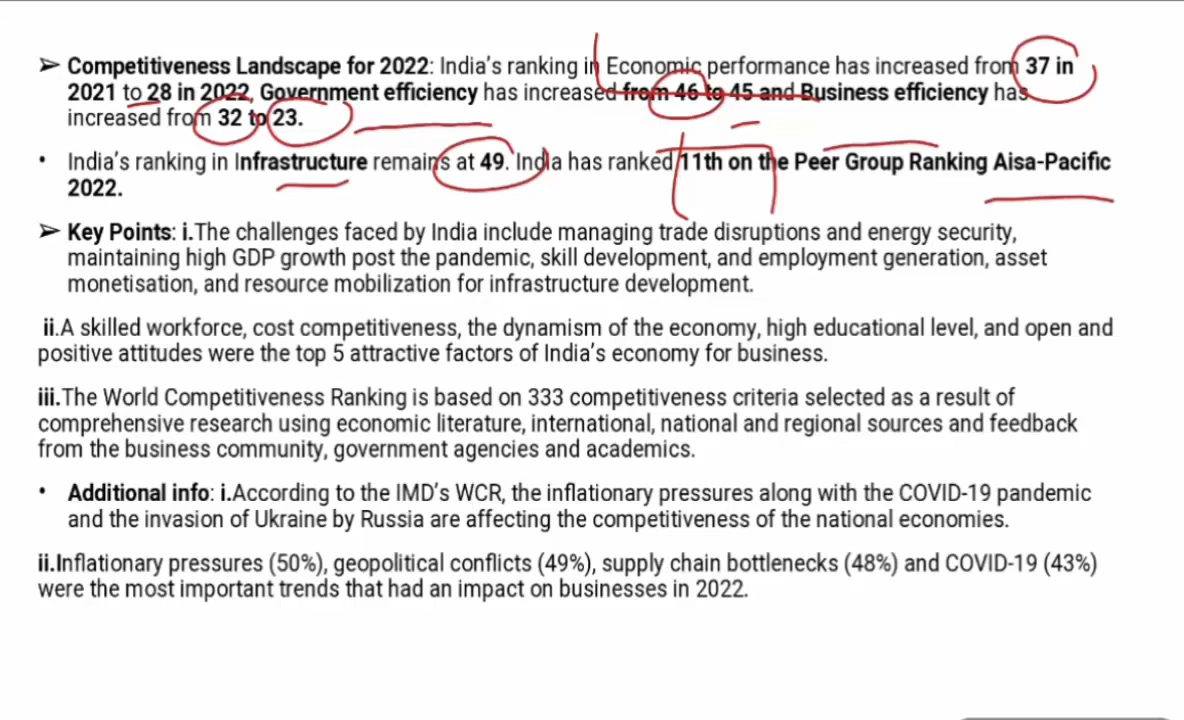 ➢ Competitiveness Landscape for 2022: India's ranking in Economic performance has increased from 37 in
2021 to 28 in 2022, Government efficiency has increased from 46 to 45 and Business efficiency has
increased from 32 to 23.
• India's ranking in Infrastructure remains at 49. India has ranked 11th on the Peer Group Ranking Aisa-Pacific
2022.
➢ Key Points: i.The challenges faced by India include managing trade disruptions and energy security,
maintaining high GDP growth post the pandemic, skill development, and employment generation, asset
monetisation, and resource mobilization for infrastructure development.
ii.A skilled workforce, cost competitiveness, the dynamism of the economy, high educational level, and open and
positive attitudes were the top 5 attractive factors of India's economy for business.
iii.The World Competitiveness Ranking is based on 333 competitiveness criteria selected as a result of
comprehensive research using economic literature, international, national and regional sources and feedback
from the business community, government agencies and academics.
• Additional info: i.According to the IMD's WCR, the inflationary pressures along with the COVID-19 pandemic
and the invasion of Ukraine by Russia are affecting the competitiveness of the national economies.
ii.Inflationary pressures (50%), geopolitical conflicts (49%), supply chain bottlenecks (48%) and COVID-19 (43%)
were the most important trends that had an impact on businesses in 2022.